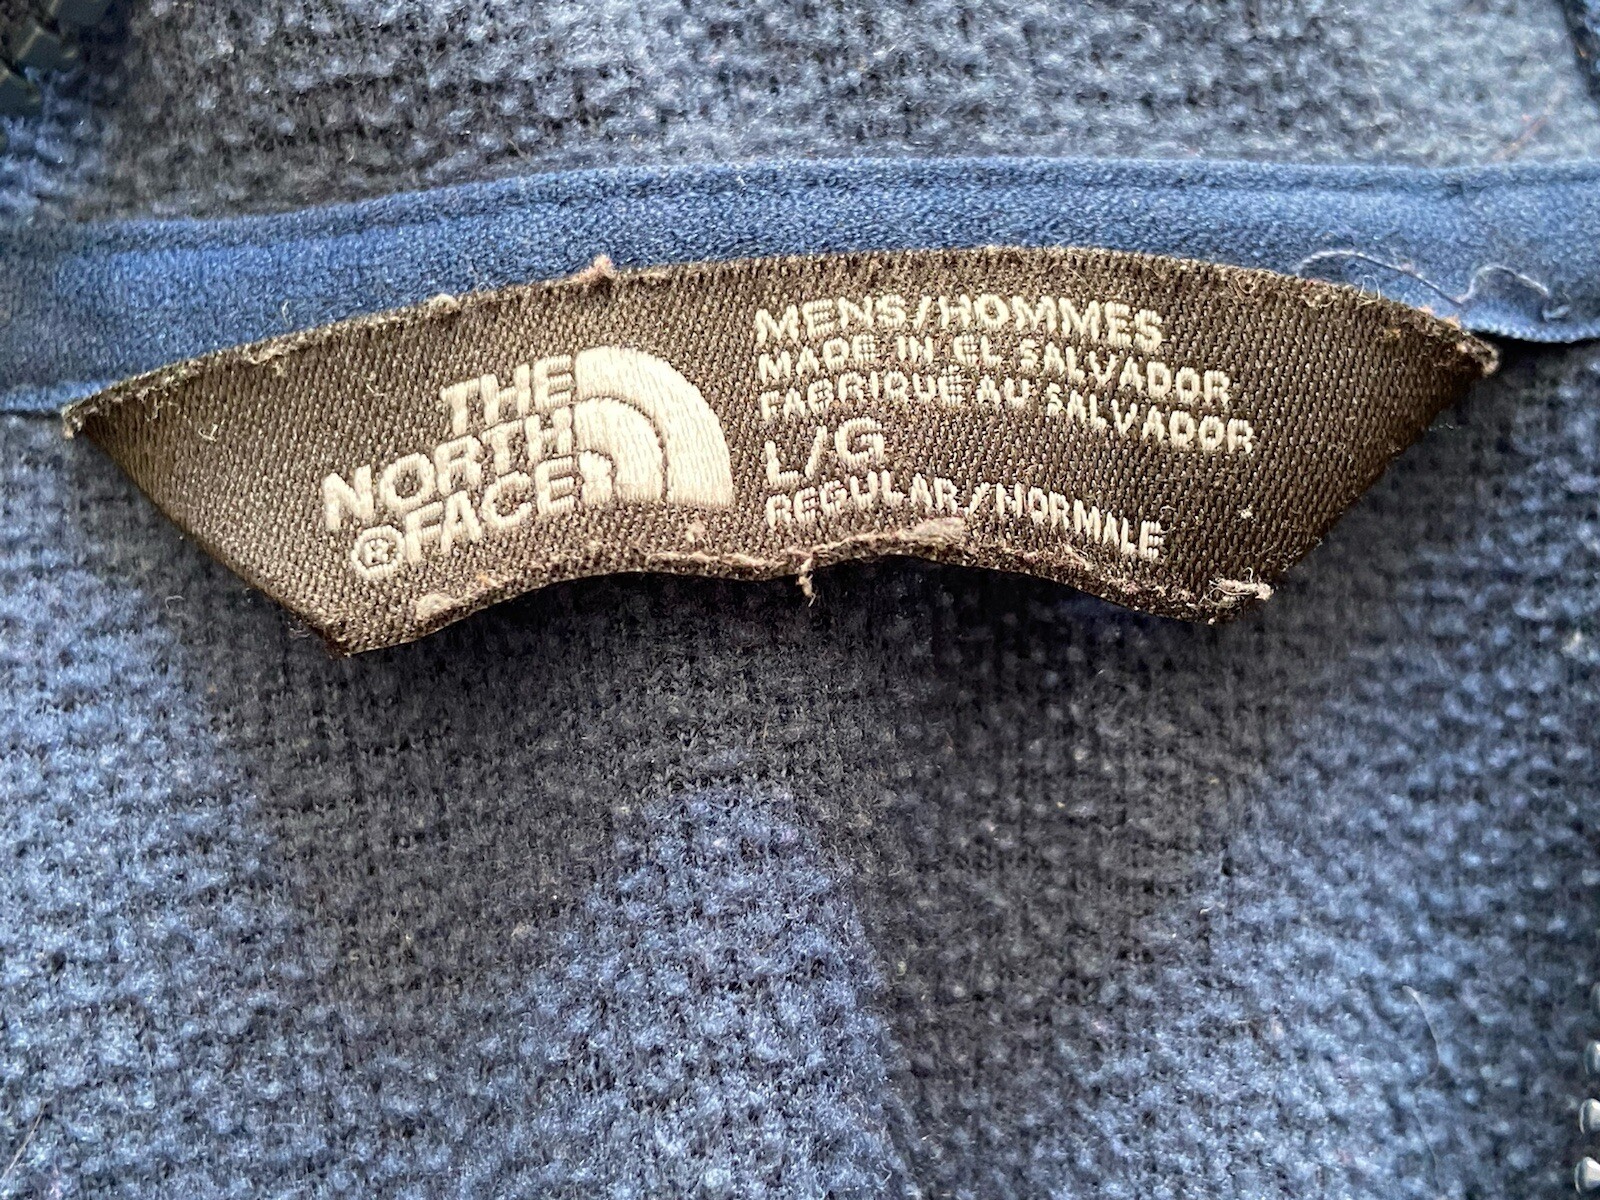 THE
NORTH
®FACE
MENS/HOMMES
MADE IN EL SALVADOR
FABRIQUÉ AU SALVADOR
L/G
REGULAR/NORMALE